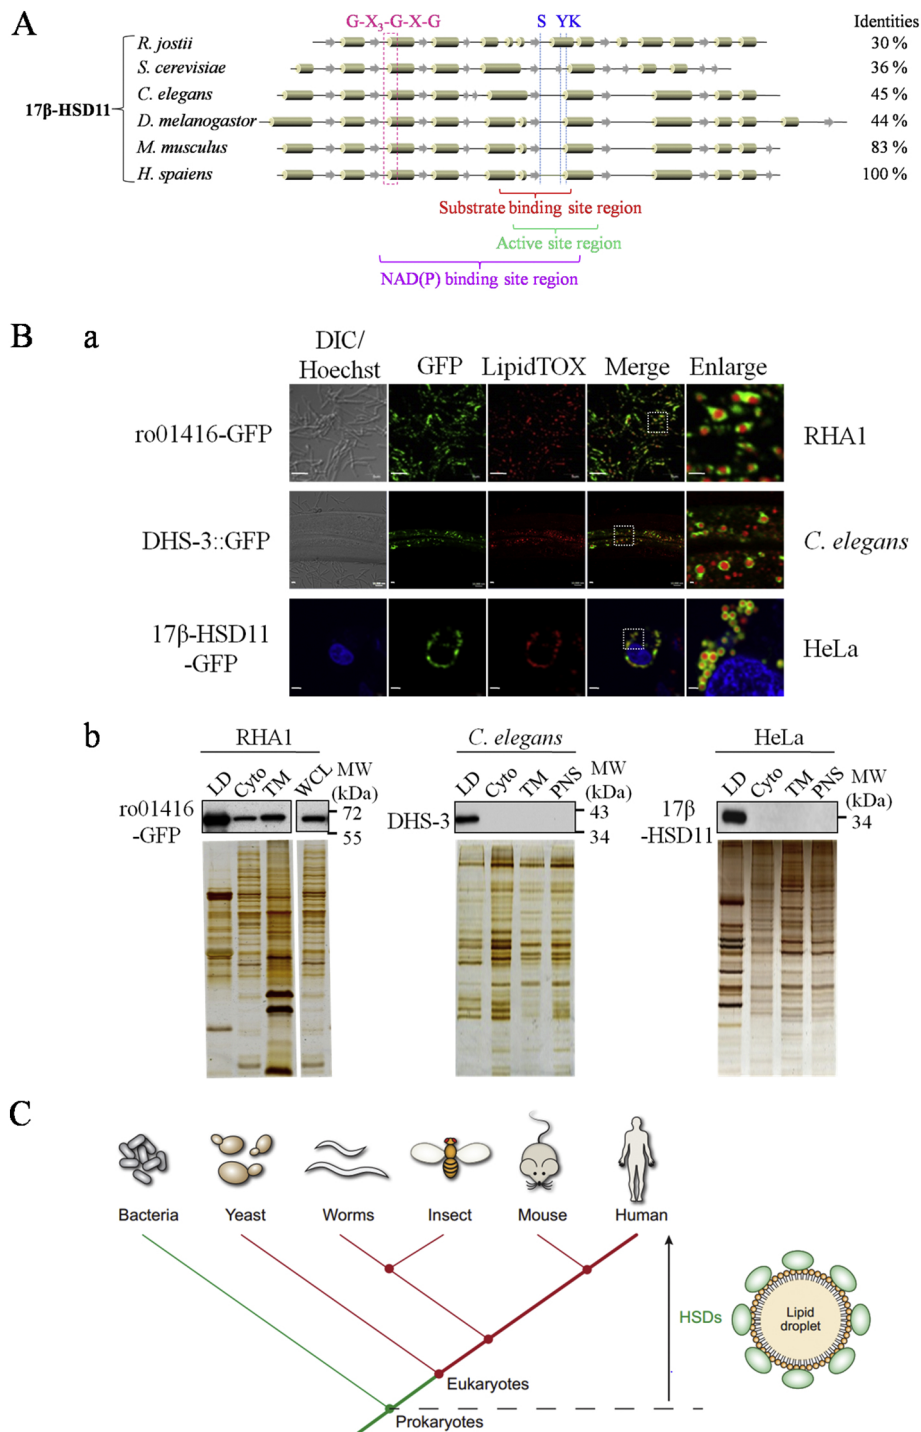 A
G-X3-G-X-G
S YK
Identities
17β-HSD11
R. jostii
30 %
S. cerevisiae
36 %
C. elegans
45 %
D. melanogastor
44 %
M. musculus
83 %
H. spaiens
100 %
Substrate binding site region
Active site region
NAD(P) binding site region
B
a
DIC/
Hoechst
GFP
LipidTOX
Merge
Enlarge
ro01416-GFP
RHA1
DHS-3::GFP
C. elegans
17β-HSD11
-GFP
HeLa
b
RHA1
LD Cyto TM WCL
MW
(kDa)
ro01416
-GFP
72
55
C. elegans
LD Cyto TM PNS
MW
(kDa)
DHS-3
43
34
HeLa
LD Cyto TM PNS
MW
(kDa)
17β
-HSD11
34
C
Bacteria
Yeast
Worms
Insect
Mouse
Human
HSDs
Lipid
droplet
Eukaryotes
Prokaryotes